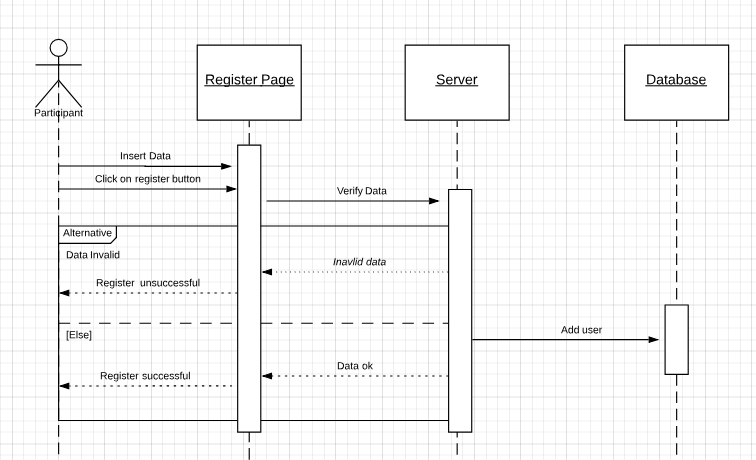 Register Page
Server
Database
Participant
Insert Data
Click on register button
Verify Data
Alternative
Data Invalid
Inavlid data
Register unsuccessful
[Else]
Add user
Data ok
Register successful